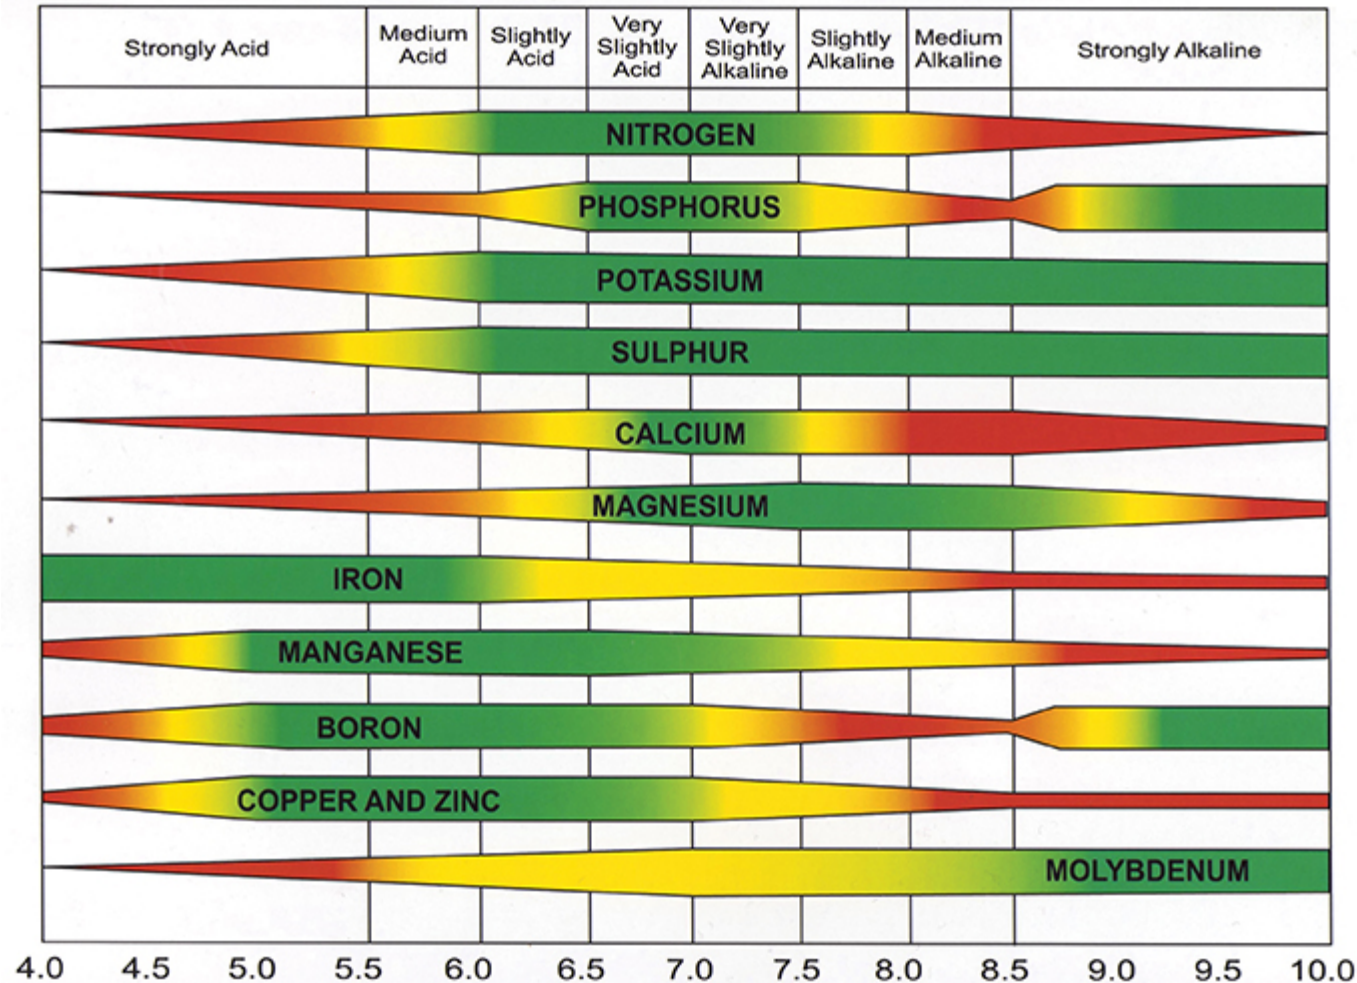 Strongly Acid
Medium
Acid
Slightly
Acid
Very
Slightly
Acid
Very
Slightly
Alkaline
Slightly
Alkaline
Medium
Alkaline
Strongly Alkaline
NITROGEN
PHOSPHORUS
POTASSIUM
SULPHUR
CALCIUM
MAGNESIUM
IRON
MANGANESE
BORON
COPPER AND ZINC
MOLYBDENUM
4.0 4.5 5.0 5.5 6.0 6.5 7.0 7.5 8.0 8.5 9.0 9.5 10.0